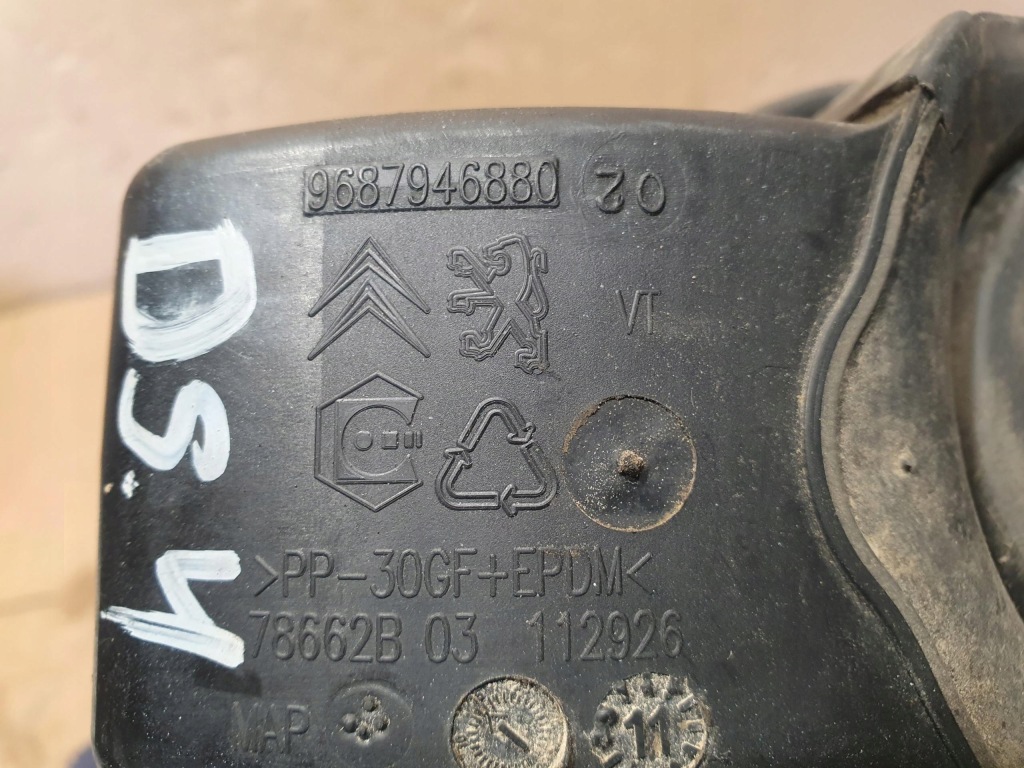 9687946880 02
VT
>PP-30GF+EPDM<
78662B 03 112926
MAP
11
DS4